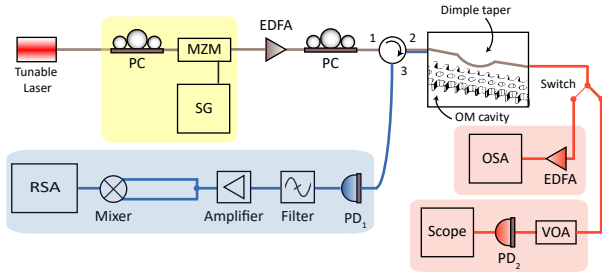 Tunable
Laser
PC
MZM
SG
EDFA
PC
1
2
3
Dimple taper
OM cavity
Switch
OSA
EDFA
RSA
Mixer
Amplifier
Filter
PD1
Scope
PD2
VOA